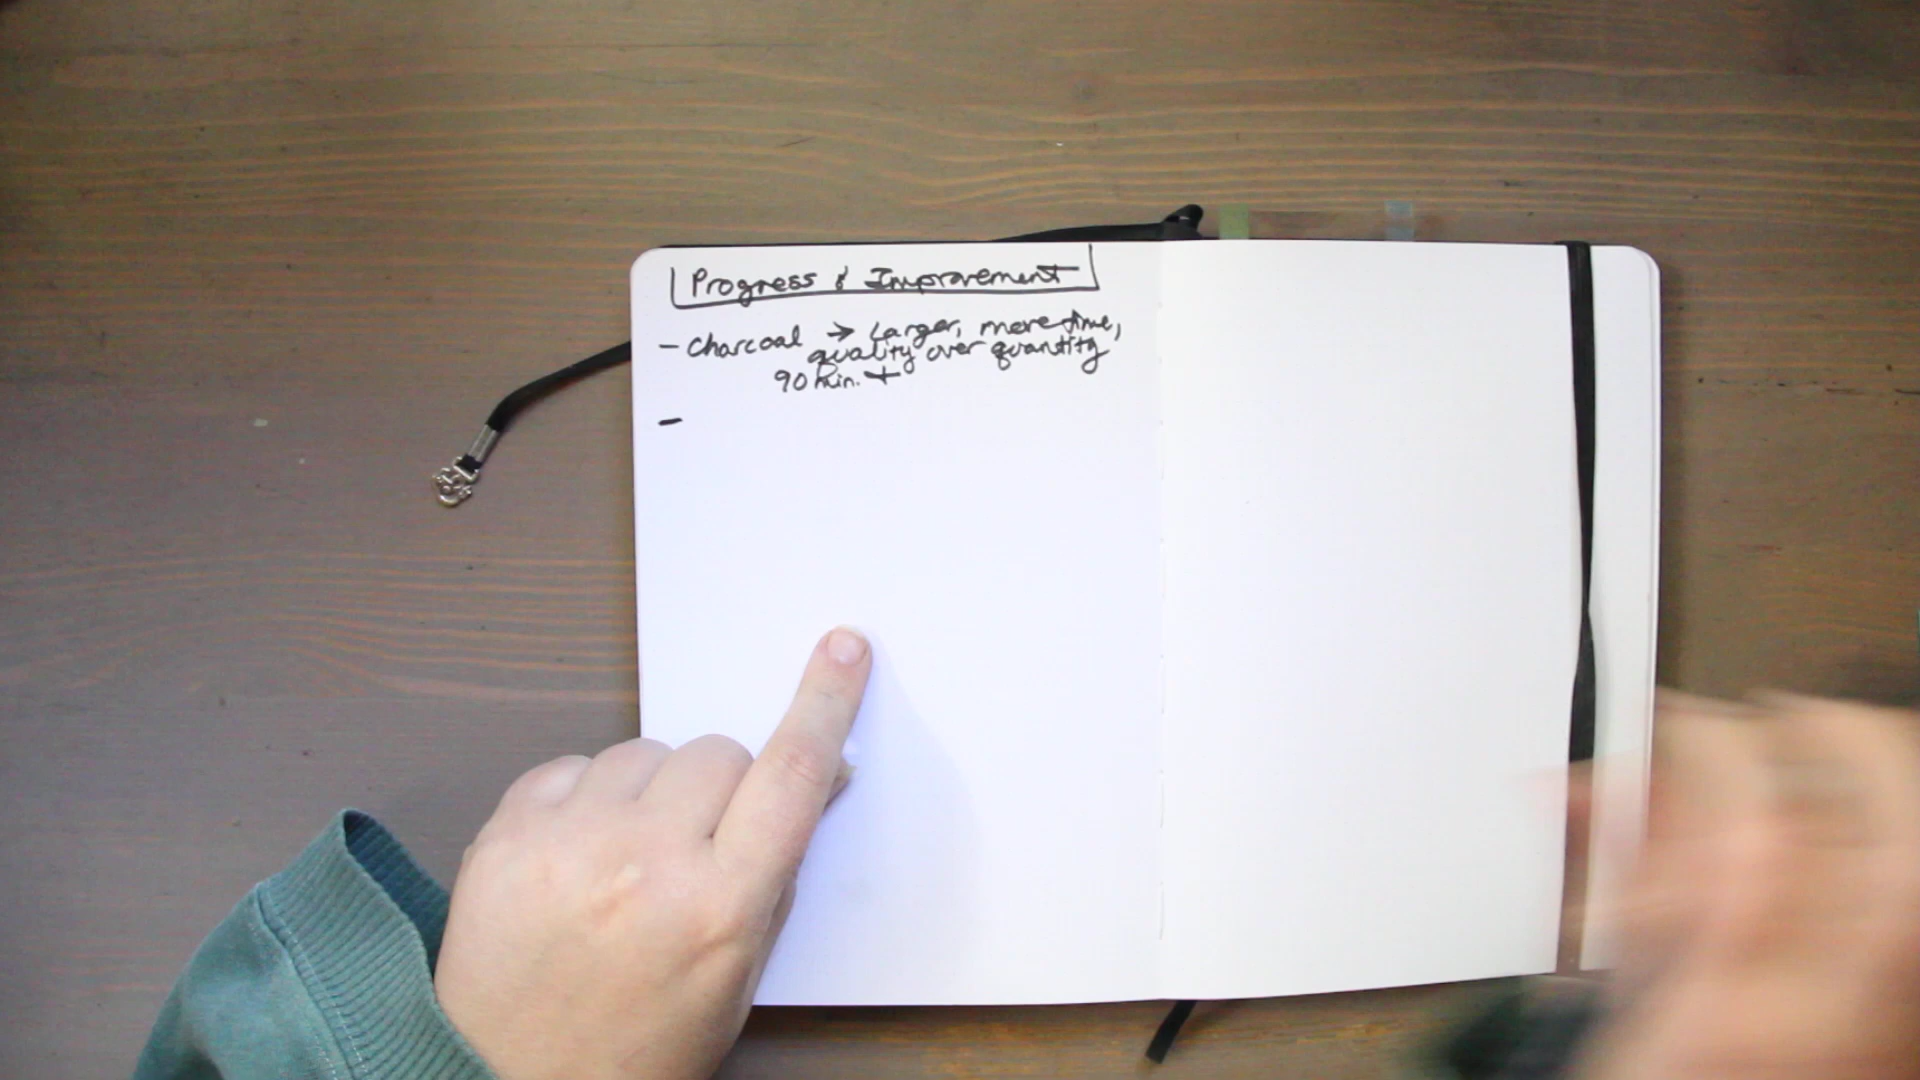 Progress & Improvement
- Charcoal → Larger, more time,
quality over quantity
90 min. +
-